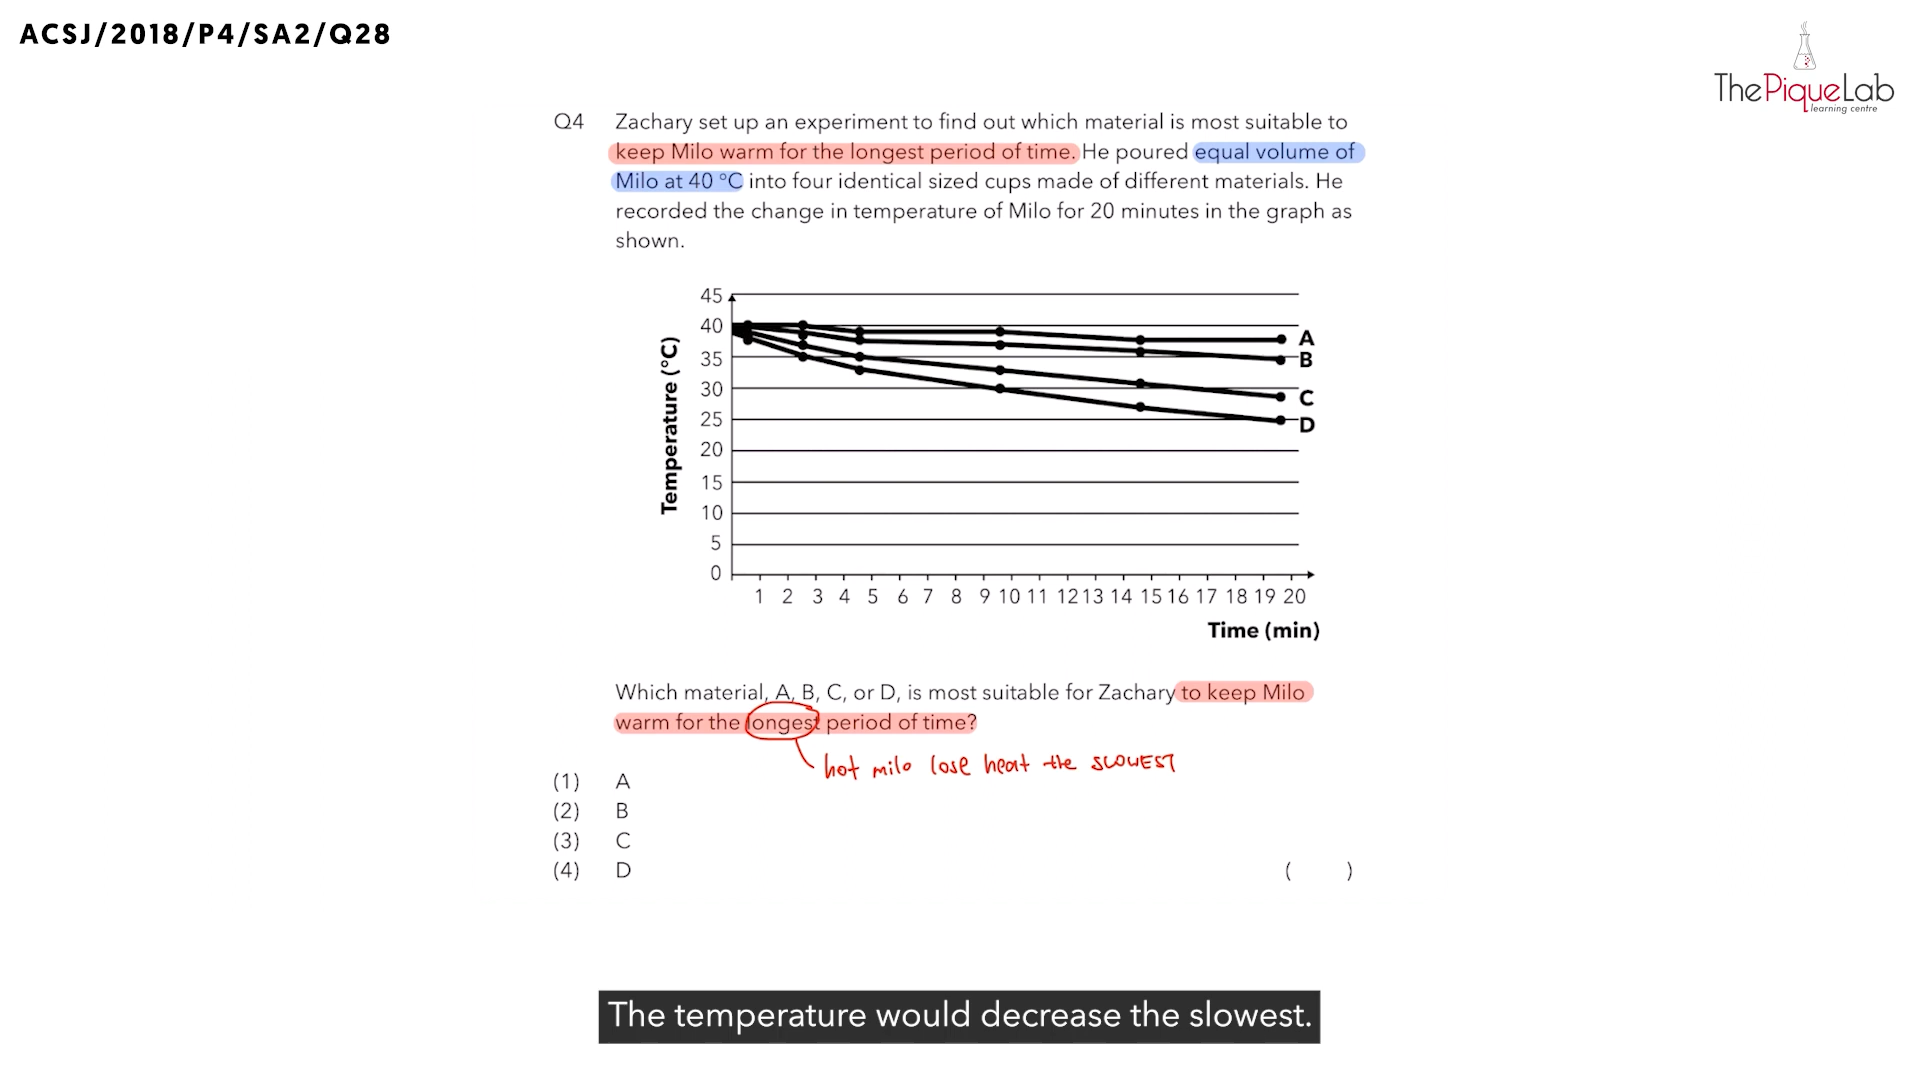 ACSJ/2018/P4/SA2/Q28
ThePiqueLab
learning centre
Q4 Zachary set up an experiment to find out which material is most suitable to
keep Milo warm for the longest period of time. He poured equal volume of
Milo at 40 °C into four identical sized cups made of different materials. He
recorded the change in temperature of Milo for 20 minutes in the graph as
shown.
Temperature (°C)
45
40
35
30
25
20
15
10
5
0
A
B
C
D
1 2 3 4 5 6 7 8 9 10 11 12 13 14 15 16 17 18 19 20
Time (min)
Which material, A, B, C, or D, is most suitable for Zachary to keep Milo
warm for the longest period of time?
hot milo lose heat the SLOWEST
(1) A
(2) B
(3) C
(4) D ( )
The temperature would decrease the slowest.